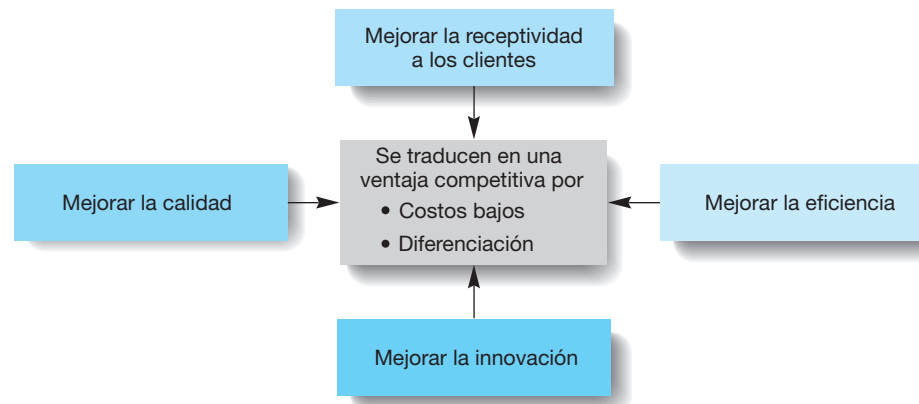 Mejorar la receptividad
a los clientes
Se traducen en una
ventaja competitiva por
• Costos bajos
• Diferenciación
Mejorar la calidad
Mejorar la eficiencia
Mejorar la innovación